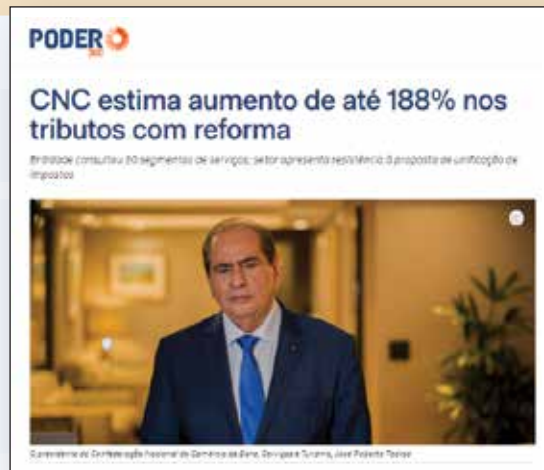 PODER
360
CNC estima aumento de até 188% nos
tributos com reforma
Entidade consultou 30 segmentos de serviços; setor apresenta resistência à proposta de unificação de
impostos
O presidente da Confederação Nacional do Comércio de Bens, Serviços e Turismo, José Roberto Tadros